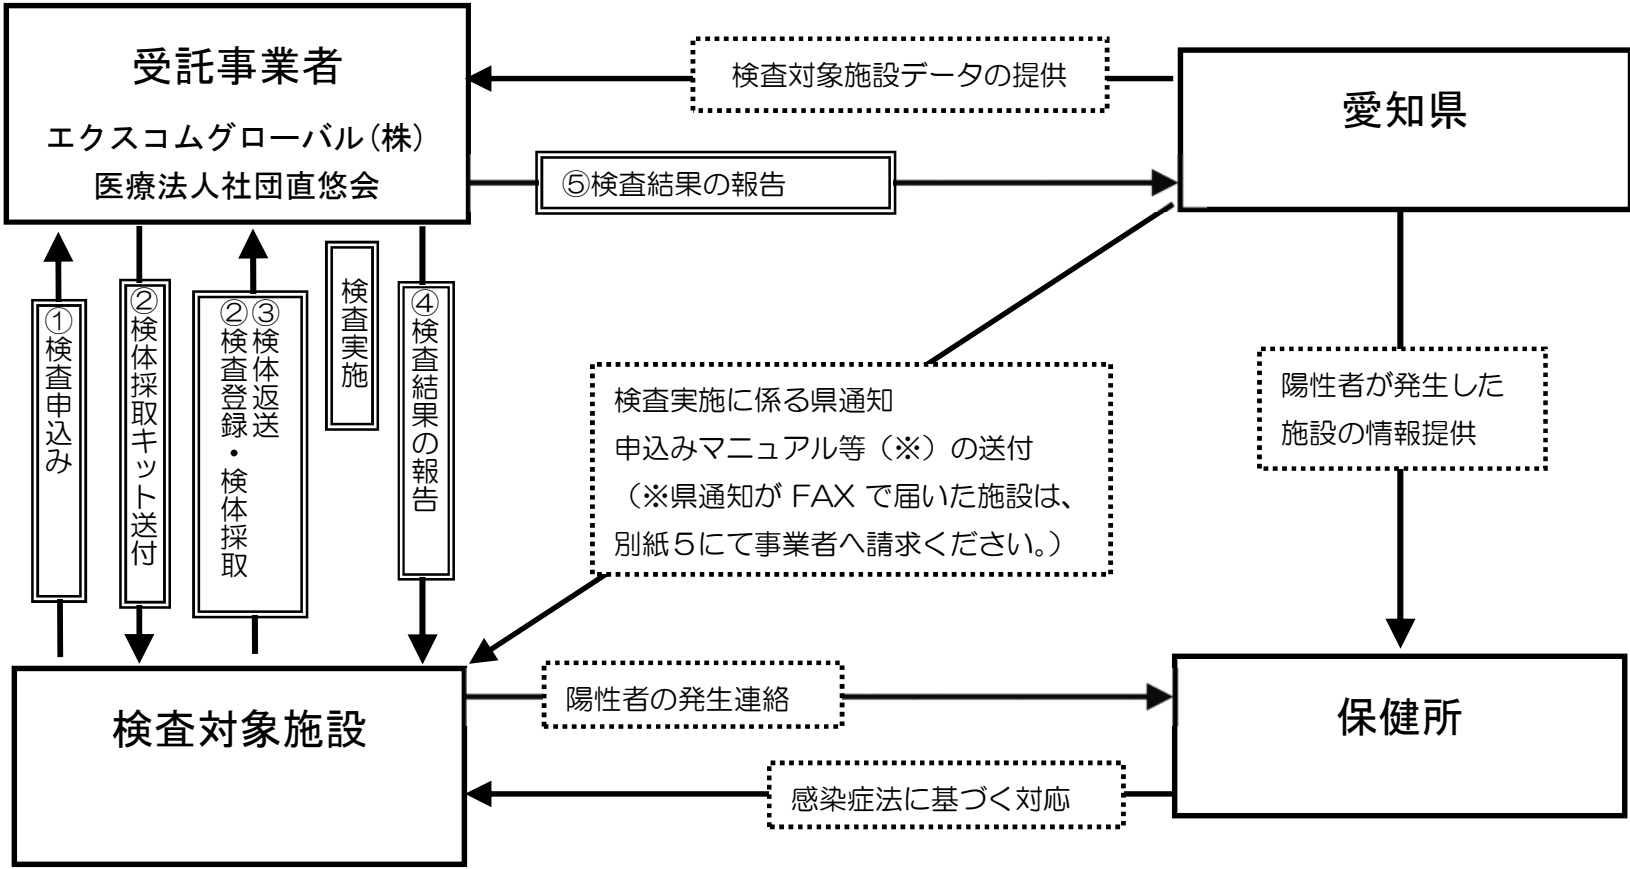 受託事業者
エクスコムグローバル(株)
医療法人社団直悠会
検査対象施設データの提供
愛知県
⑤検査結果の報告
①検査申込み
②検体採取キット送付
③検体返送
②検査登録・検体採取
検査実施
④検査結果の報告
検査実施に係る県通知
申込みマニュアル等（※）の送付
（※県通知が FAX で届いた施設は、
別紙５にて事業者へ請求ください。）
陽性者が発生した
施設の情報提供
検査対象施設
陽性者の発生連絡
保健所
感染症法に基づく対応